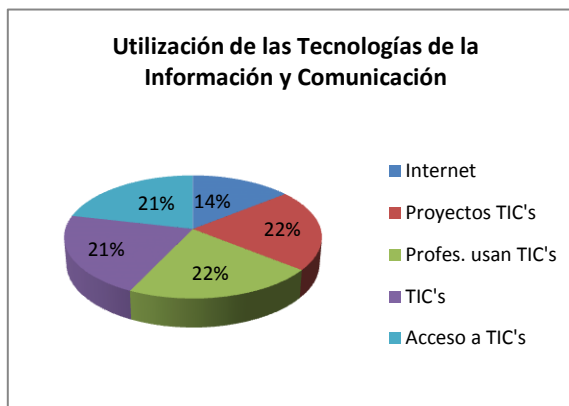 Utilización de las Tecnologías de la
Información y Comunicación
14%
22%
22%
21%
21%
Internet
Proyectos TIC's
Profes. usan TIC's
TIC's
Acceso a TIC's